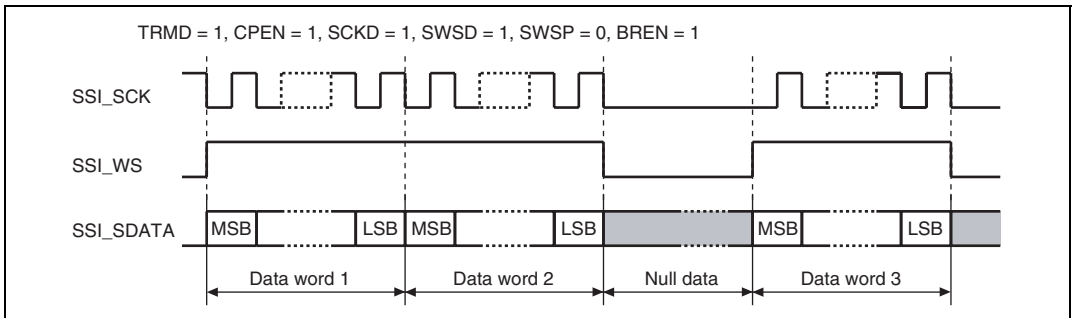 TRMD = 1, CPEN = 1, SCKD = 1, SWSD = 1, SWSP = 0, BREN = 1
SSI_SCK
SSI_WS
SSI_SDATA
MSB LSB MSB LSB MSB LSB
Data word 1 Data word 2 Null data Data word 3